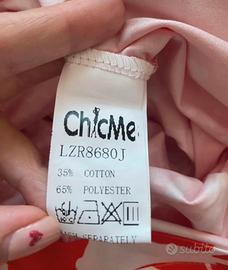 ChicMe
LZR8680J
35% COTTON
65% POLYESTER
SEPARATELY
subito